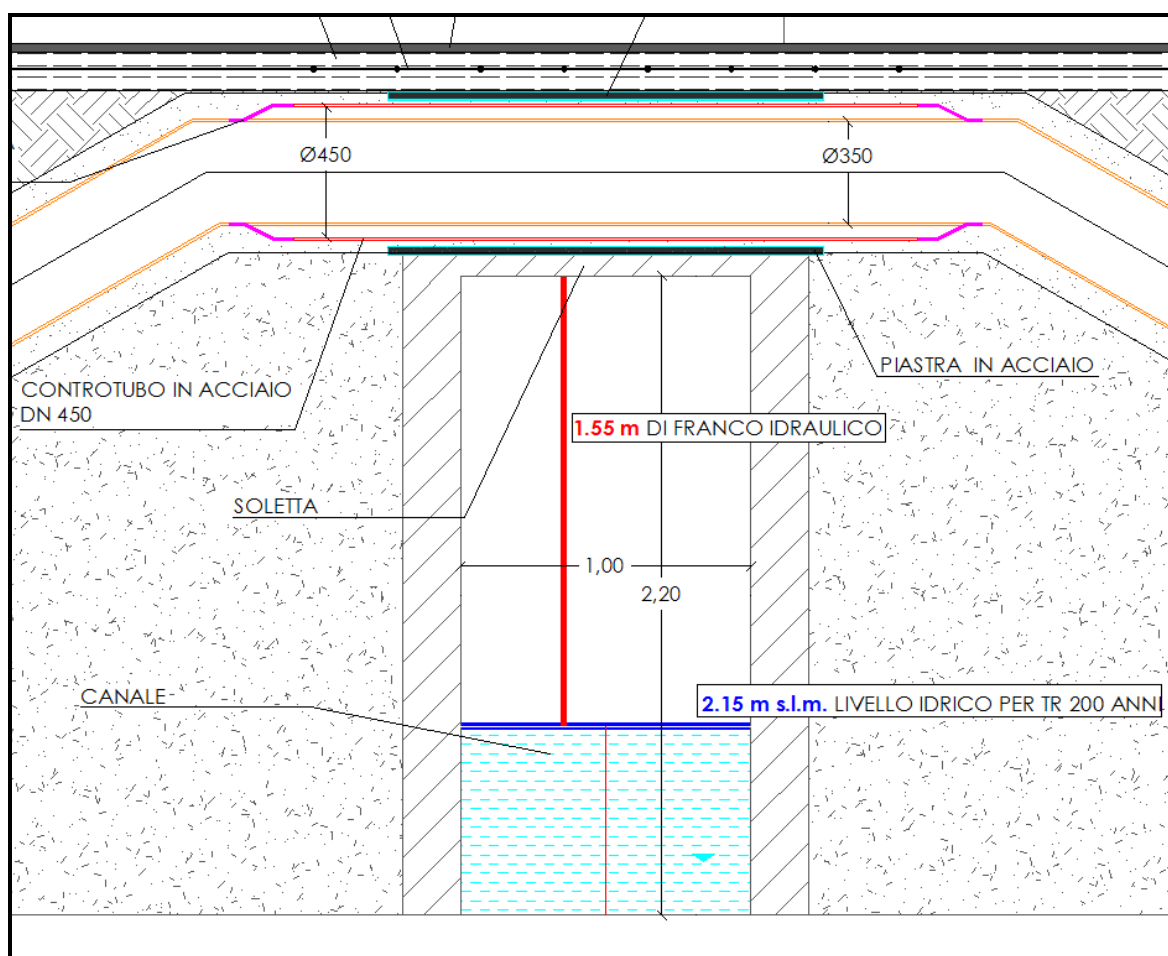 Ø450
Ø350
CONTROTUBO IN ACCIAIO
DN 450
PIASTRA IN ACCIAIO
1.55 m DI FRANCO IDRAULICO
SOLETTA
1,00
2,20
CANALE
2.15 m s.l.m. LIVELLO IDRICO PER TR 200 ANNI